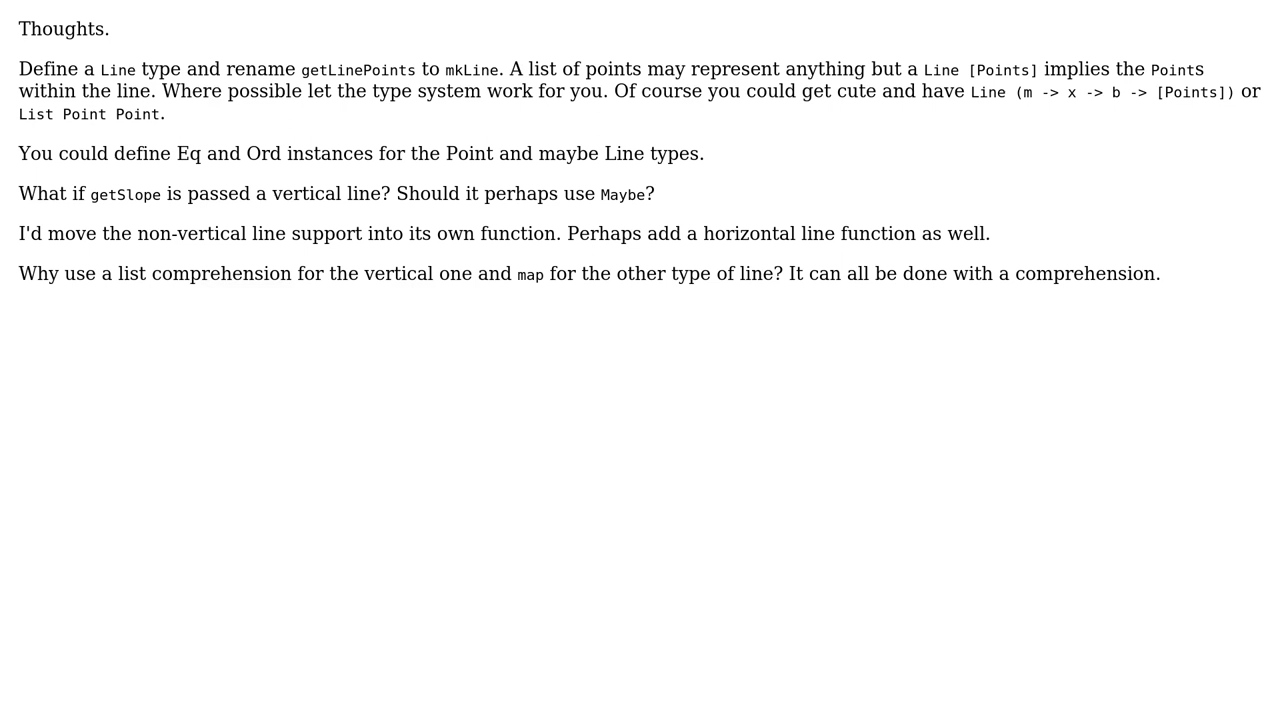 Thoughts.
Define a Line type and rename getLinePoints to mkLine. A list of points may represent anything but a Line [Points] implies the Points
within the line. Where possible let the type system work for you. Of course you could get cute and have Line (m -> x -> b -> [Points]) or
List Point Point.
You could define Eq and Ord instances for the Point and maybe Line types.
What if getSlope is passed a vertical line? Should it perhaps use Maybe?
I'd move the non-vertical line support into its own function. Perhaps add a horizontal line function as well.
Why use a list comprehension for the vertical one and map for the other type of line? It can all be done with a comprehension.